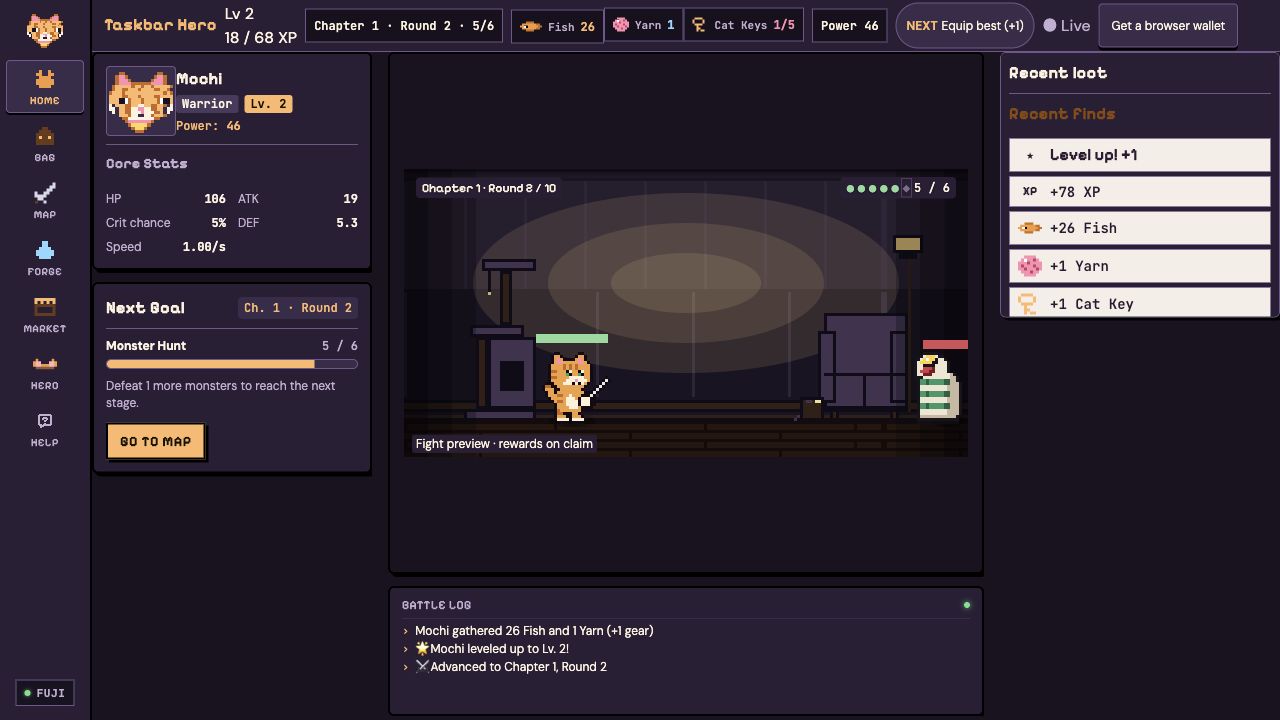 Taskbar Hero
Lv 2
18 / 68 XP
Chapter 1 · Round 2 · 5/6
Fish 26
Yarn 1
Cat Keys 1/5
Power 46
NEXT Equip best (+1)
Live
Get a browser wallet
HOME
BAG
MAP
FORGE
MARKET
HERO
HELP
FUJI
Mochi
Warrior
Lv. 2
Power: 46
Core Stats
HP 106 ATK 19
Crit chance 5% DEF 5.3
Speed 1.00/s
Next Goal
Ch. 1 · Round 2
Monster Hunt 5 / 6
Defeat 1 more monsters to reach the next
stage.
GO TO MAP
Chapter 1 · Round 2 / 10
5 / 6
Fight preview · rewards on claim
BATTLE LOG
› Mochi gathered 26 Fish and 1 Yarn (+1 gear)
› 🌟Mochi leveled up to Lv. 2!
› ⚔️Advanced to Chapter 1, Round 2
Recent loot
Recent finds
★ Level up! +1
XP +78 XP
+26 Fish
+1 Yarn
+1 Cat Key